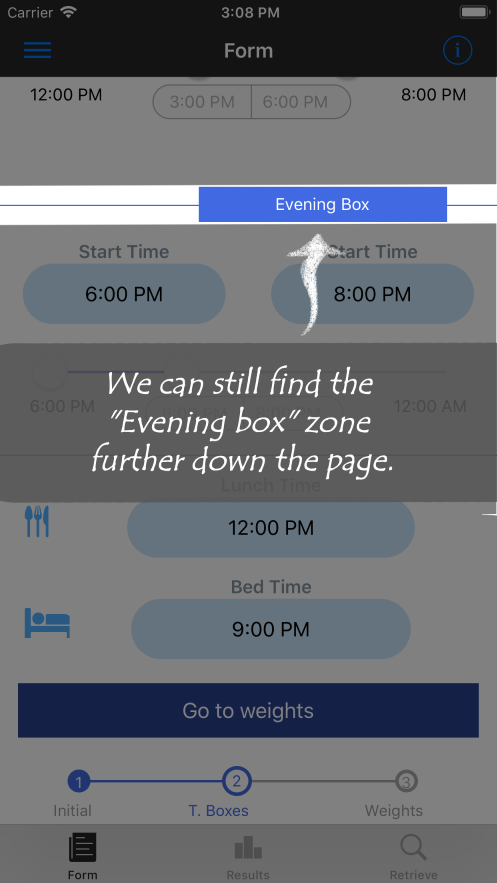 Carrier 3:08 PM
Form
12:00 PM 3:00 PM 6:00 PM 8:00 PM
Evening Box
Start Time Start Time
6:00 PM 8:00 PM
We can still find the
6:00 PM 12:00 AM
"Evening box" zone
further down the page.
Lunch Time
12:00 PM
Bed Time
9:00 PM
Go to weights
1 2 3
Initial T. Boxes Weights
Form Results Retrieve